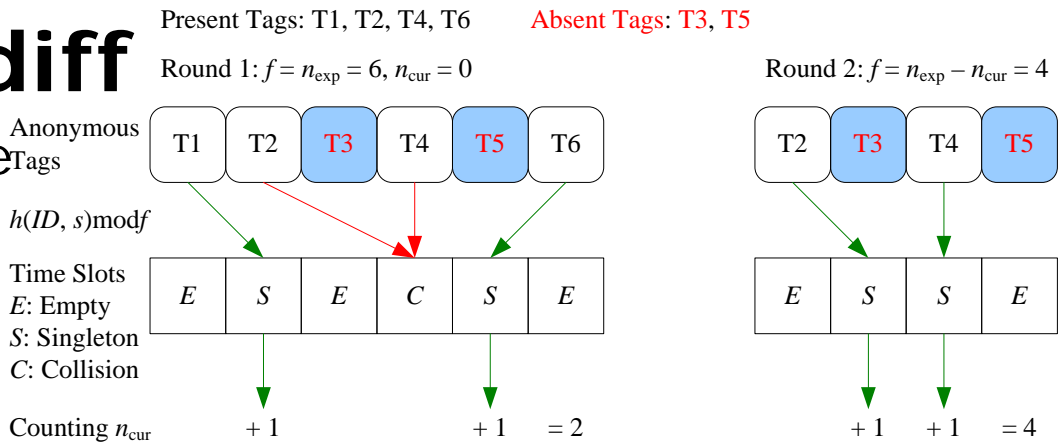 Present Tags: T1, T2, T4, T6 Absent Tags: T3, T5
diff
Round 1: f = n_exp = 6, n_cur = 0 Round 2: f = n_exp – n_cur = 4
Anonymous
e Tags
T1 T2 T3 T4 T5 T6 T2 T3 T4 T5
h(ID, s)modf
Time Slots
E: Empty
S: Singleton
C: Collision
E S E C S E E S S E
Counting n_cur + 1 + 1 = 2 + 1 + 1 = 4